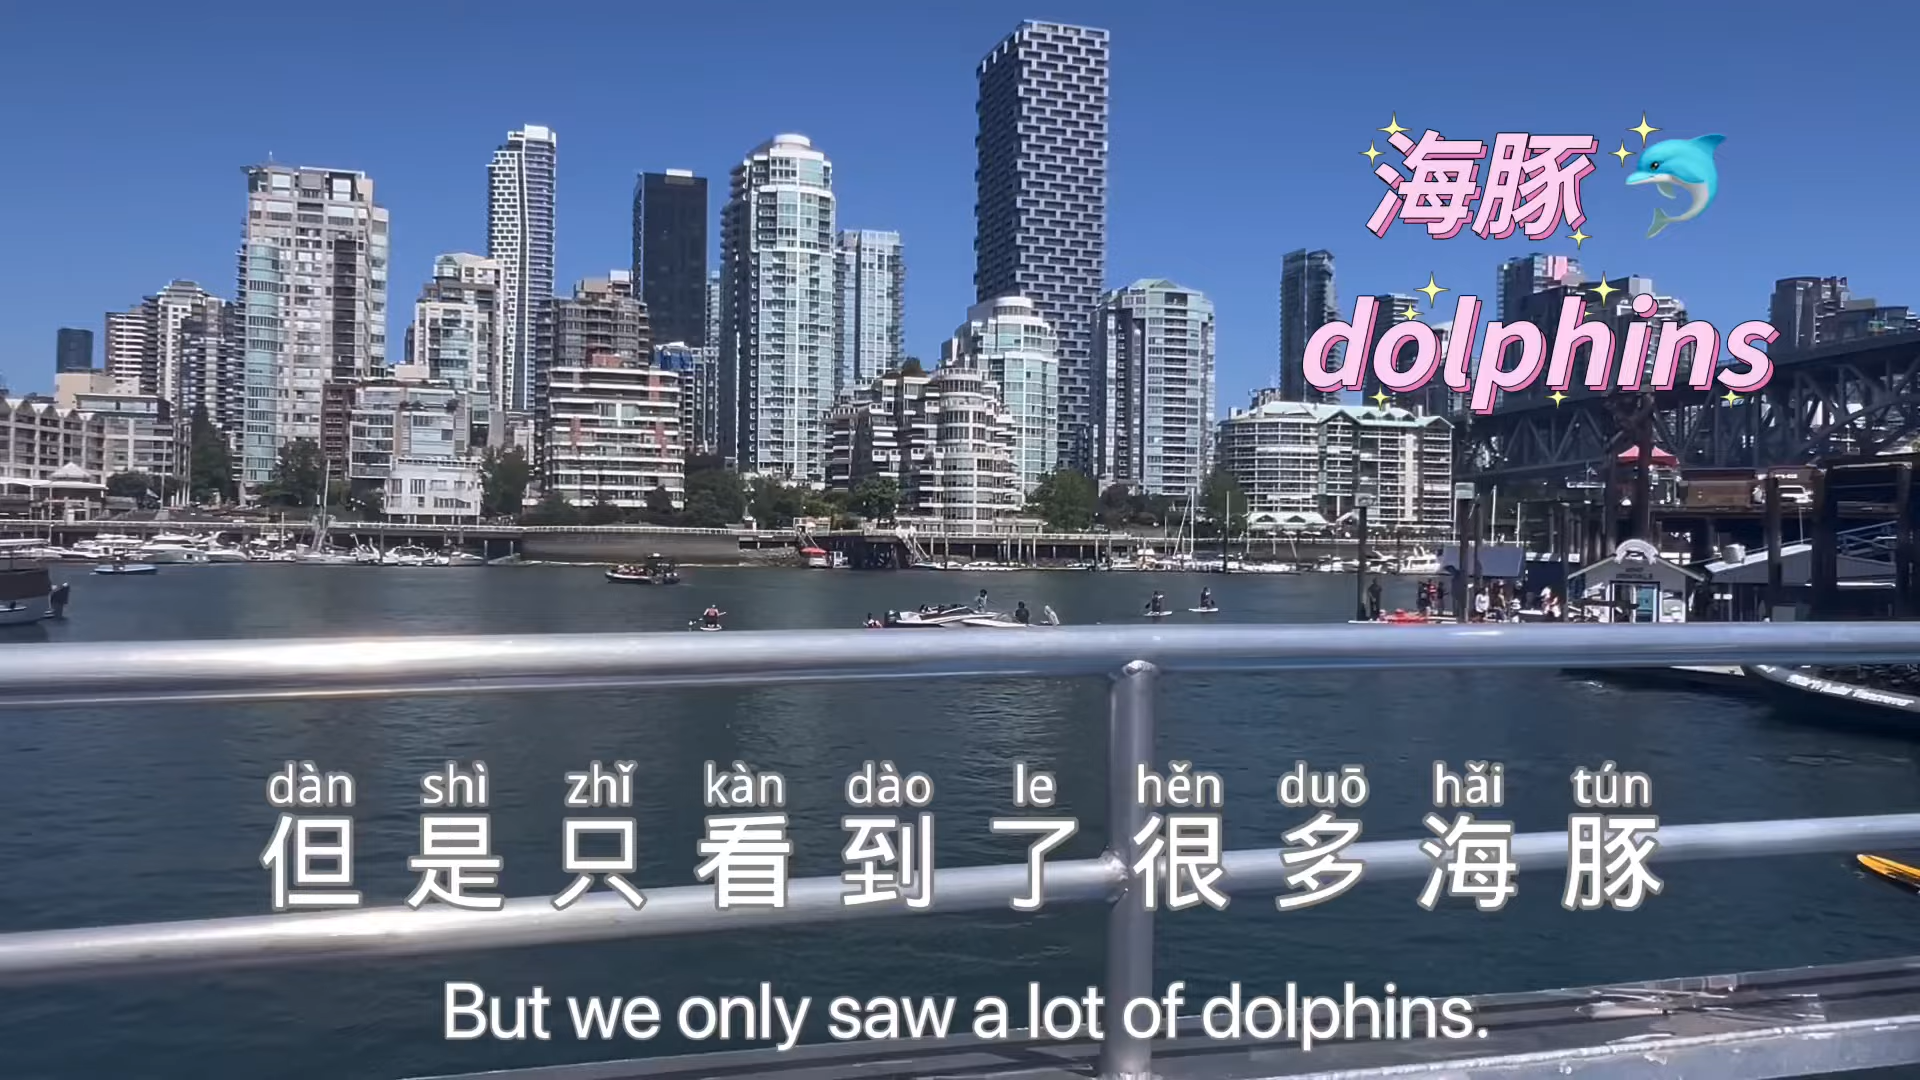 海豚
dolphins
dàn shì zhǐ kàn dào le hěn duō hǎi tún
但是只看到了很多海豚
But we only saw a lot of dolphins.